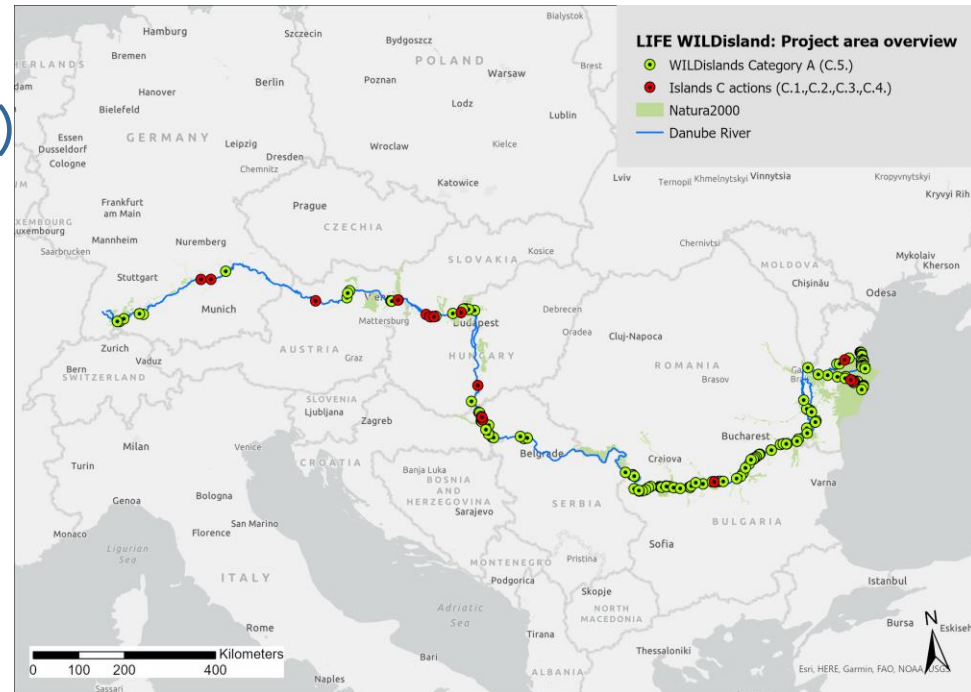 )
LIFE WILDisland: Project area overview
WILDislands Category A (C.5.)
Islands C actions (C.1.,C.2.,C.3.,C.4.)
Natura2000
Danube River
Hamburg
Szczecin
Bialystok
Bremen
Bydgoszcz
POLAND
HERLANDS
Berlin
Poznan
Warsaw
Brest
Hanover
Bielefeld
Lodz
Essen
GERMANY
Lublin
Dusseldorf
Leipzig
Wroclaw
Kielce
Cologne
Dresden
Chemnitz
Katowice
Lviv
Ternopil
Khmelnytskyi
Vinnytsia
Kropyvnytskyi
Kryvyi Rih
Frankfurt
am Main
Prague
XEMBOURG
uxembourg
Mannheim
Nuremberg
CZECHIA
Saarbrucken
SLOVAKIA
Kosice
Chernivtsi
Stuttgart
MOLDOVA
Mykolaiv
Kherson
Munich
Chișinău
Odesa
Mattersburg
Budapest
Debrecen
Zurich
Vaduz
AUSTRIA
Oradea
Cluj-Napoca
Bern
Graz
HUNGARY
SWITZERLAND
ROMANIA
SLOVENIA
Brasov
Ljubljana
Zagreb
Milan
Venice
CROATIA
Belgrade
Craiova
Bucharest
Turin
Banja Luka
BOSNIA
AND
HERZEGOVINA
Genoa
Bologna
Sarajevo
SERBIA
Varna
Monaco
San Marino
BULGARIA
Florence
Ligurian
Sea
Sofia
Pristina
MONTENEGRO
Podgorica
ITALY
Skopje
Istanbul
Adriatic
Sea
NORTH
MACEDONIA
Bursa
Eskiseh
N
Rome
Tirana
Kilometers
Bari
Thessaloniki
0 100 200 400
Esri, HERE, Garmin, FAO, NOAA, USGS
Naples
ALBANIA
Sassari